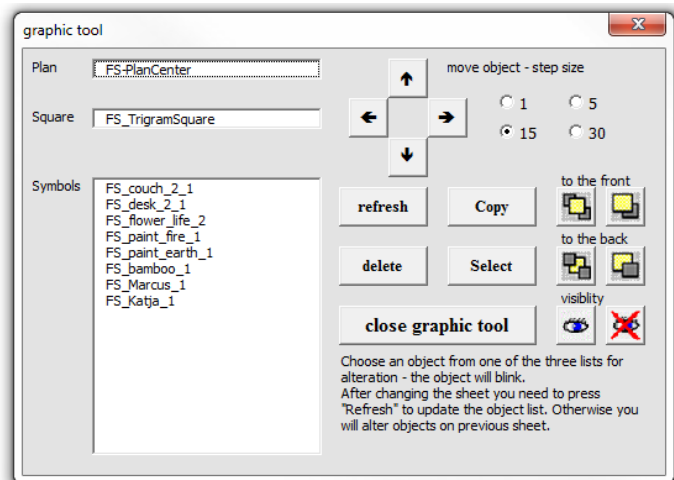 graphic tool
Plan
FS-PlanCenter
move object - step size
Square
FS_TrigramSquare
1
5
15
30
Symbols
FS_couch_2_1
FS_desk_2_1
FS_flower_life_2
FS_paint_fire_1
FS_paint_earth_1
FS_bamboo_1
FS_Marcus_1
FS_Katja_1
to the front
refresh
Copy
to the back
delete
Select
visiblity
close graphic tool
Choose an object from one of the three lists for
alteration - the object will blink.
After changing the sheet you need to press
"Refresh" to update the object list. Otherwise you
will alter objects on previous sheet.